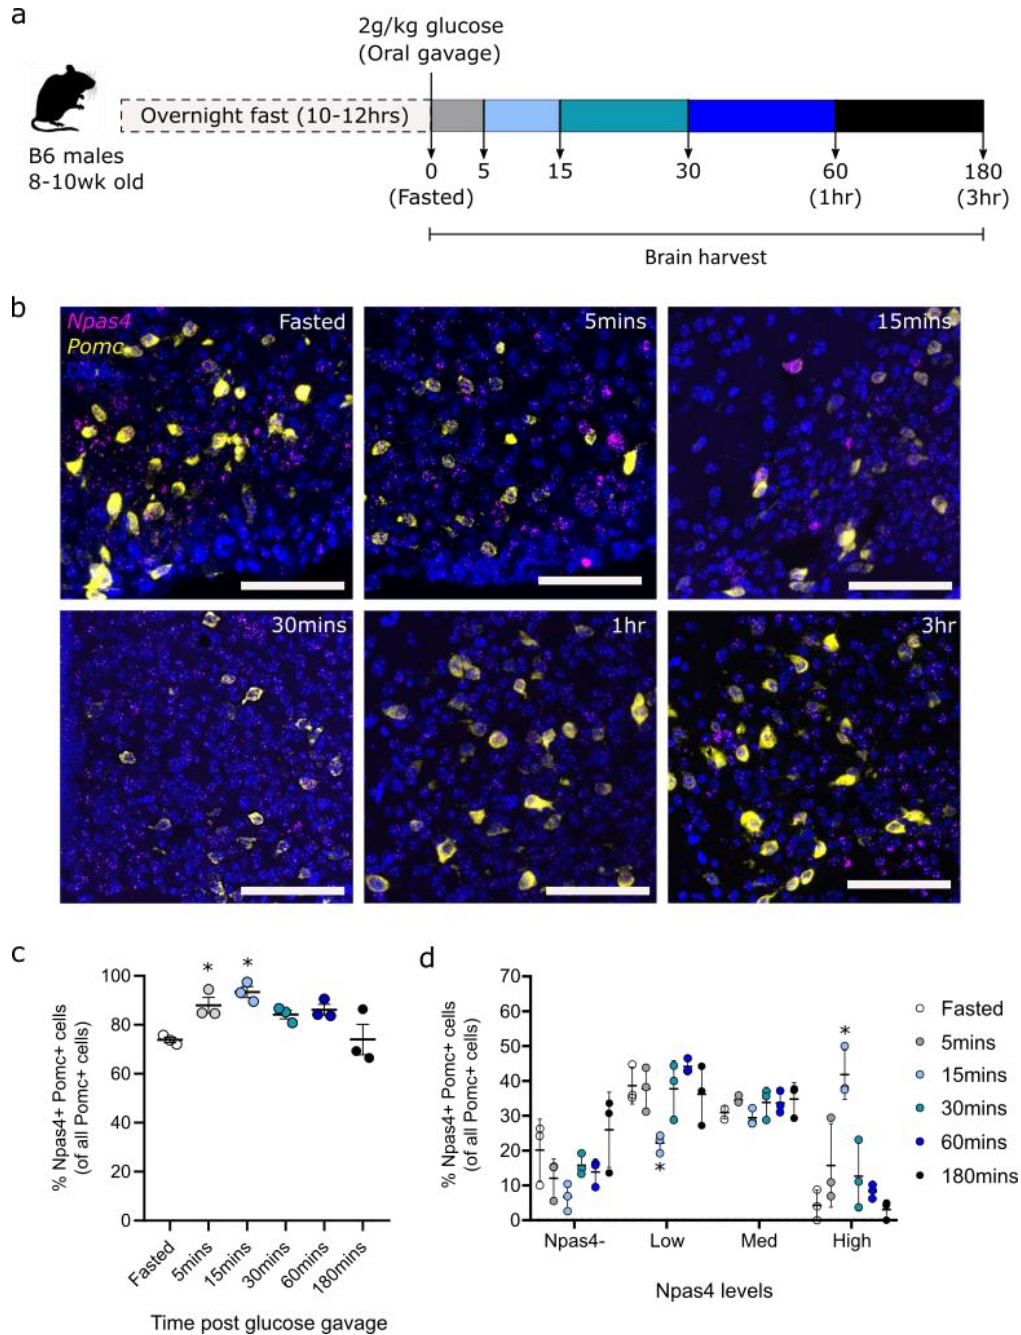 a
2g/kg glucose
(Oral gavage)
Overnight fast (10-12hrs)
B6 males
8-10wk old
0 5 15 30 60 180
(Fasted) (1hr) (3hr)
Brain harvest
b
Npas4
Pomc
Fasted
5mins
15mins
30mins
1hr
3hr
c
% Npas4+ Pomc+ cells
(of all Pomc+ cells)
100
80
60
40
20
0
* *
Fasted
5mins
15mins
30mins
60mins
180mins
Time post glucose gavage
d
% Npas4+ Pomc+ cells
(of all Pomc+ cells)
70
60
50
40
30
20
10
0
*
*
Npas4- Low Med High
Npas4 levels
Fasted
5mins
15mins
30mins
60mins
180mins